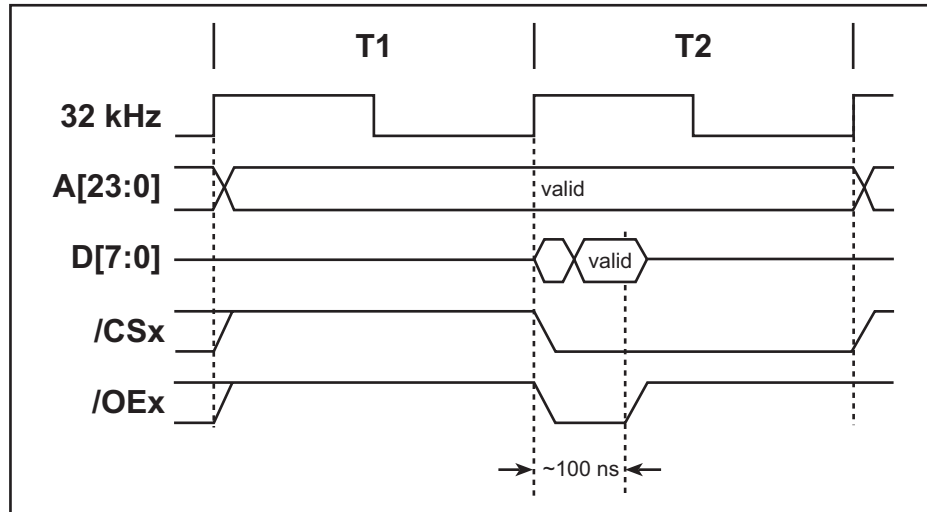 T1
T2
32 kHz
A[23:0]
valid
D[7:0]
valid
/CSx
/OEx
~100 ns